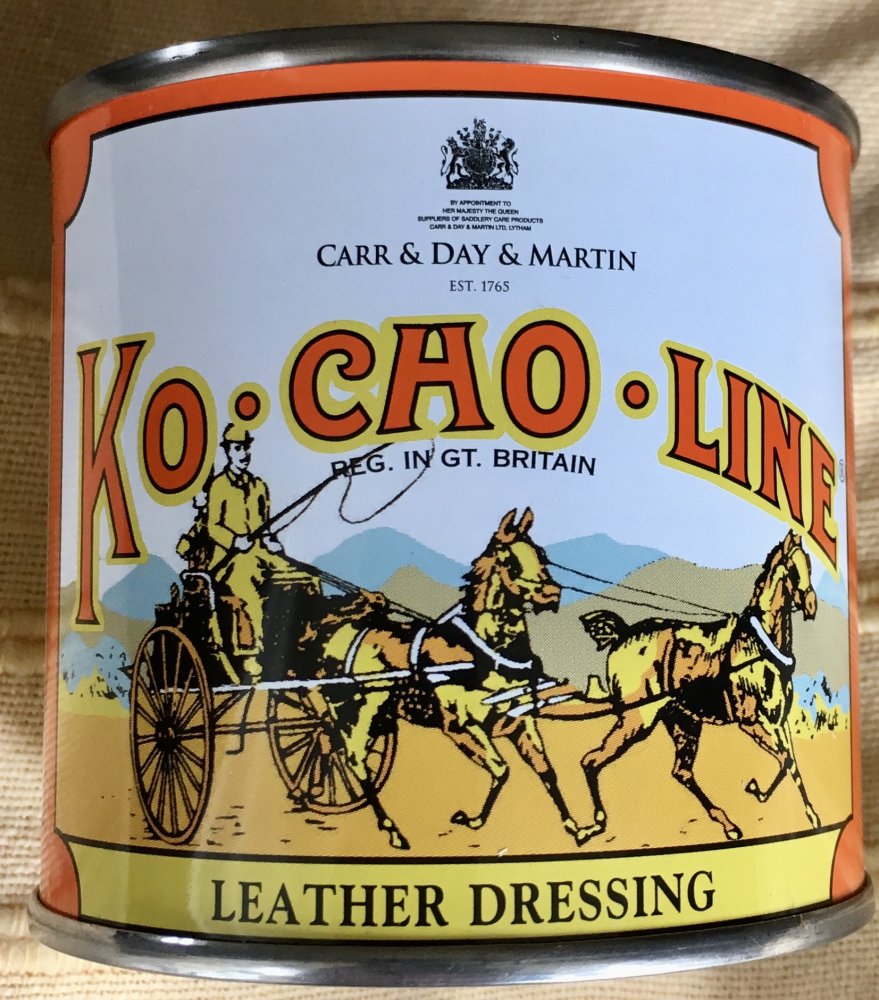 BY APPOINTMENT TO
HER MAJESTY THE QUEEN
SUPPLIERS OF SADDLERY CARE PRODUCTS
CARR & DAY & MARTIN LTD, LYTHAM
CARR & DAY & MARTIN
EST. 1765
KO·CHO·LINE ®
REG. IN GT. BRITAIN
LEATHER DRESSING